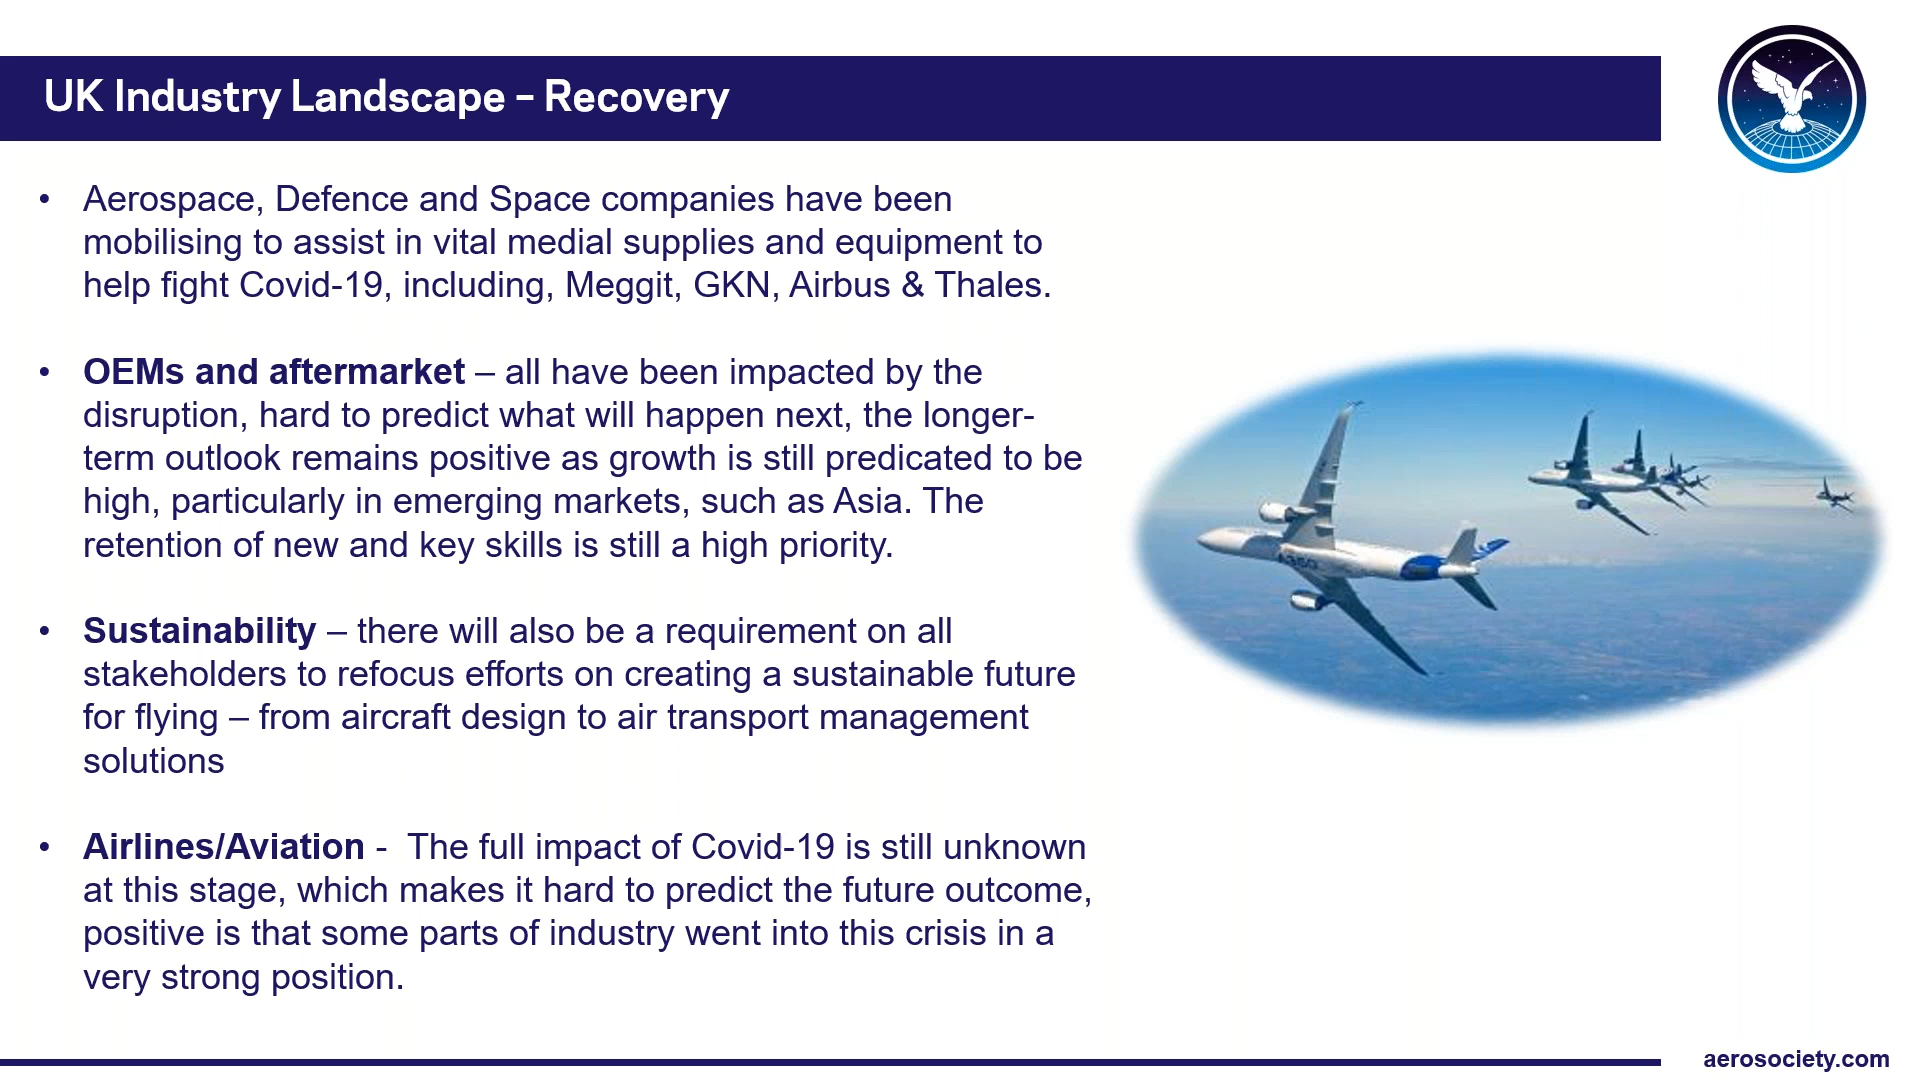 UK Industry Landscape – Recovery
• Aerospace, Defence and Space companies have been
mobilising to assist in vital medial supplies and equipment to
help fight Covid-19, including, Meggit, GKN, Airbus & Thales.
• OEMs and aftermarket – all have been impacted by the
disruption, hard to predict what will happen next, the longer-
term outlook remains positive as growth is still predicated to be
high, particularly in emerging markets, such as Asia. The
retention of new and key skills is still a high priority.
• Sustainability – there will also be a requirement on all
stakeholders to refocus efforts on creating a sustainable future
for flying – from aircraft design to air transport management
solutions
• Airlines/Aviation -  The full impact of Covid-19 is still unknown
at this stage, which makes it hard to predict the future outcome,
positive is that some parts of industry went into this crisis in a
very strong position.
A350
aerosociety.com